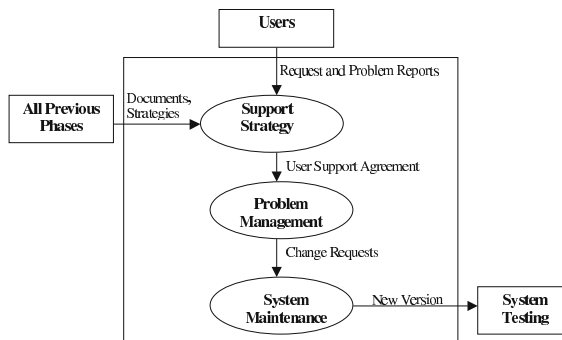 Users
Request and Problem Reports
Documents,
Strategies
All Previous
Phases
Support
Strategy
User Support Agreement
Problem
Management
Change Requests
System
Maintenance
New Version
System
Testing